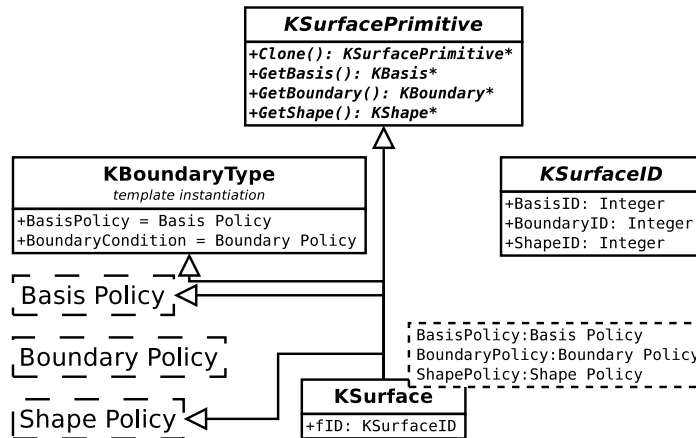 KSurfacePrimitive
+Clone(): KSurfacePrimitive*
+GetBasis(): KBasis*
+GetBoundary(): KBoundary*
+GetShape(): KShape*
KBoundaryType
template instantiation
+BasisPolicy = Basis Policy
+BoundaryCondition = Boundary Policy
KSurfaceID
+BasisID: Integer
+BoundaryID: Integer
+ShapeID: Integer
Basis Policy
Boundary Policy
Shape Policy
BasisPolicy:Basis Policy
BoundaryPolicy:Boundary Policy
ShapePolicy:Shape Policy
KSurface
+fID: KSurfaceID